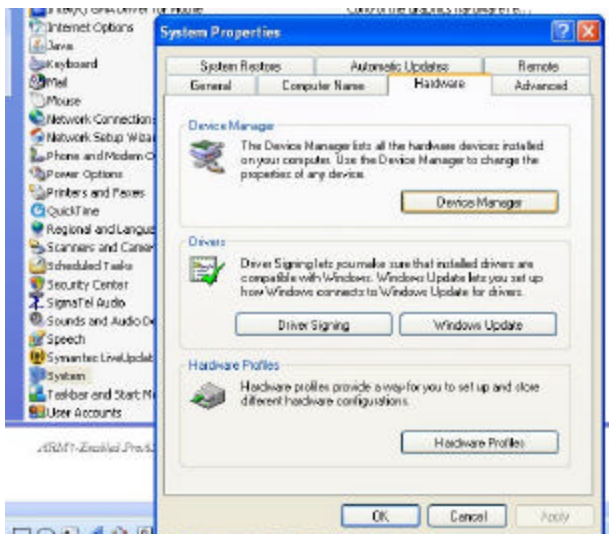 Internet Options
Java
Keyboard
Mail
Mouse
Network Connection
Network Setup Wizar
Phone and Modem O
Power Options
Printers and Faxes
QuickTime
Regional and Langua
Scanners and Camer
Scheduled Tasks
Security Center
SigmaTel Audio
Sounds and Audio De
Speech
Symantec LiveUpdat
System
Taskbar and Start M
User Accounts
System Properties
System Restore Automatic Updates Remote
General Computer Name Hardware Advanced
Device Manager
The Device Manager lists all the hardware devices installed
on your computer. Use the Device Manager to change the
properties of any device.
Device Manager
Drivers
Driver Signing lets you make sure that installed drivers are
compatible with Windows. Windows Update lets you set up
how Windows connects to Windows Update for drivers.
Driver Signing Windows Update
Hardware Profiles
Hardware profiles provide a way for you to set up and store
different hardware configurations.
Hardware Profiles
OK Cancel Apply